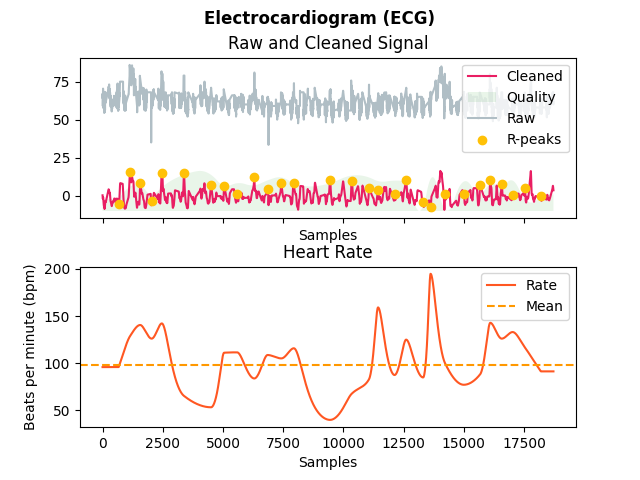 Electrocardiogram (ECG)
Raw and Cleaned Signal
Cleaned
Quality
Raw
R-peaks
75
50
25
0
Samples
Heart Rate
Rate
Mean
Beats per minute (bpm)
200
150
100
50
0 2500 5000 7500 10000 12500 15000 17500
Samples